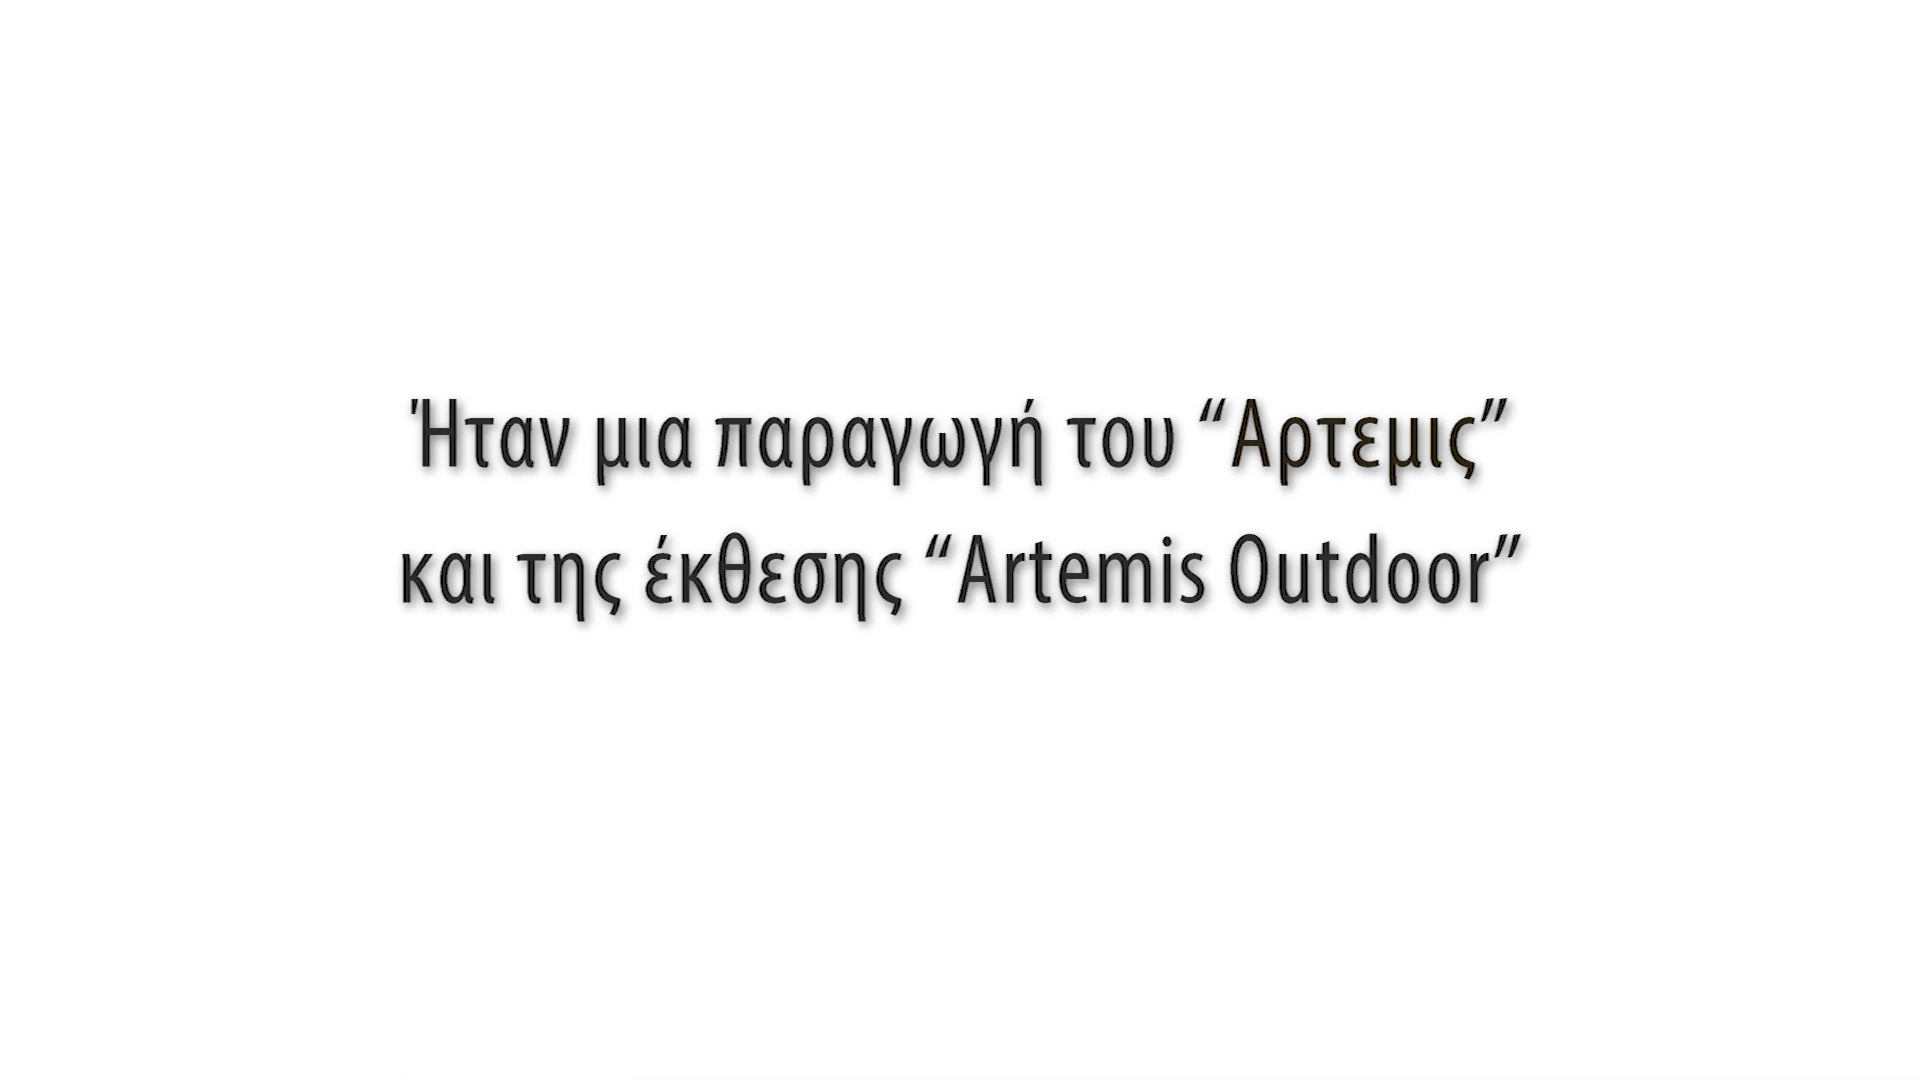 Ήταν μια παραγωγή του “Αρτεμις”
και της έκθεσης “Artemis Outdoor”